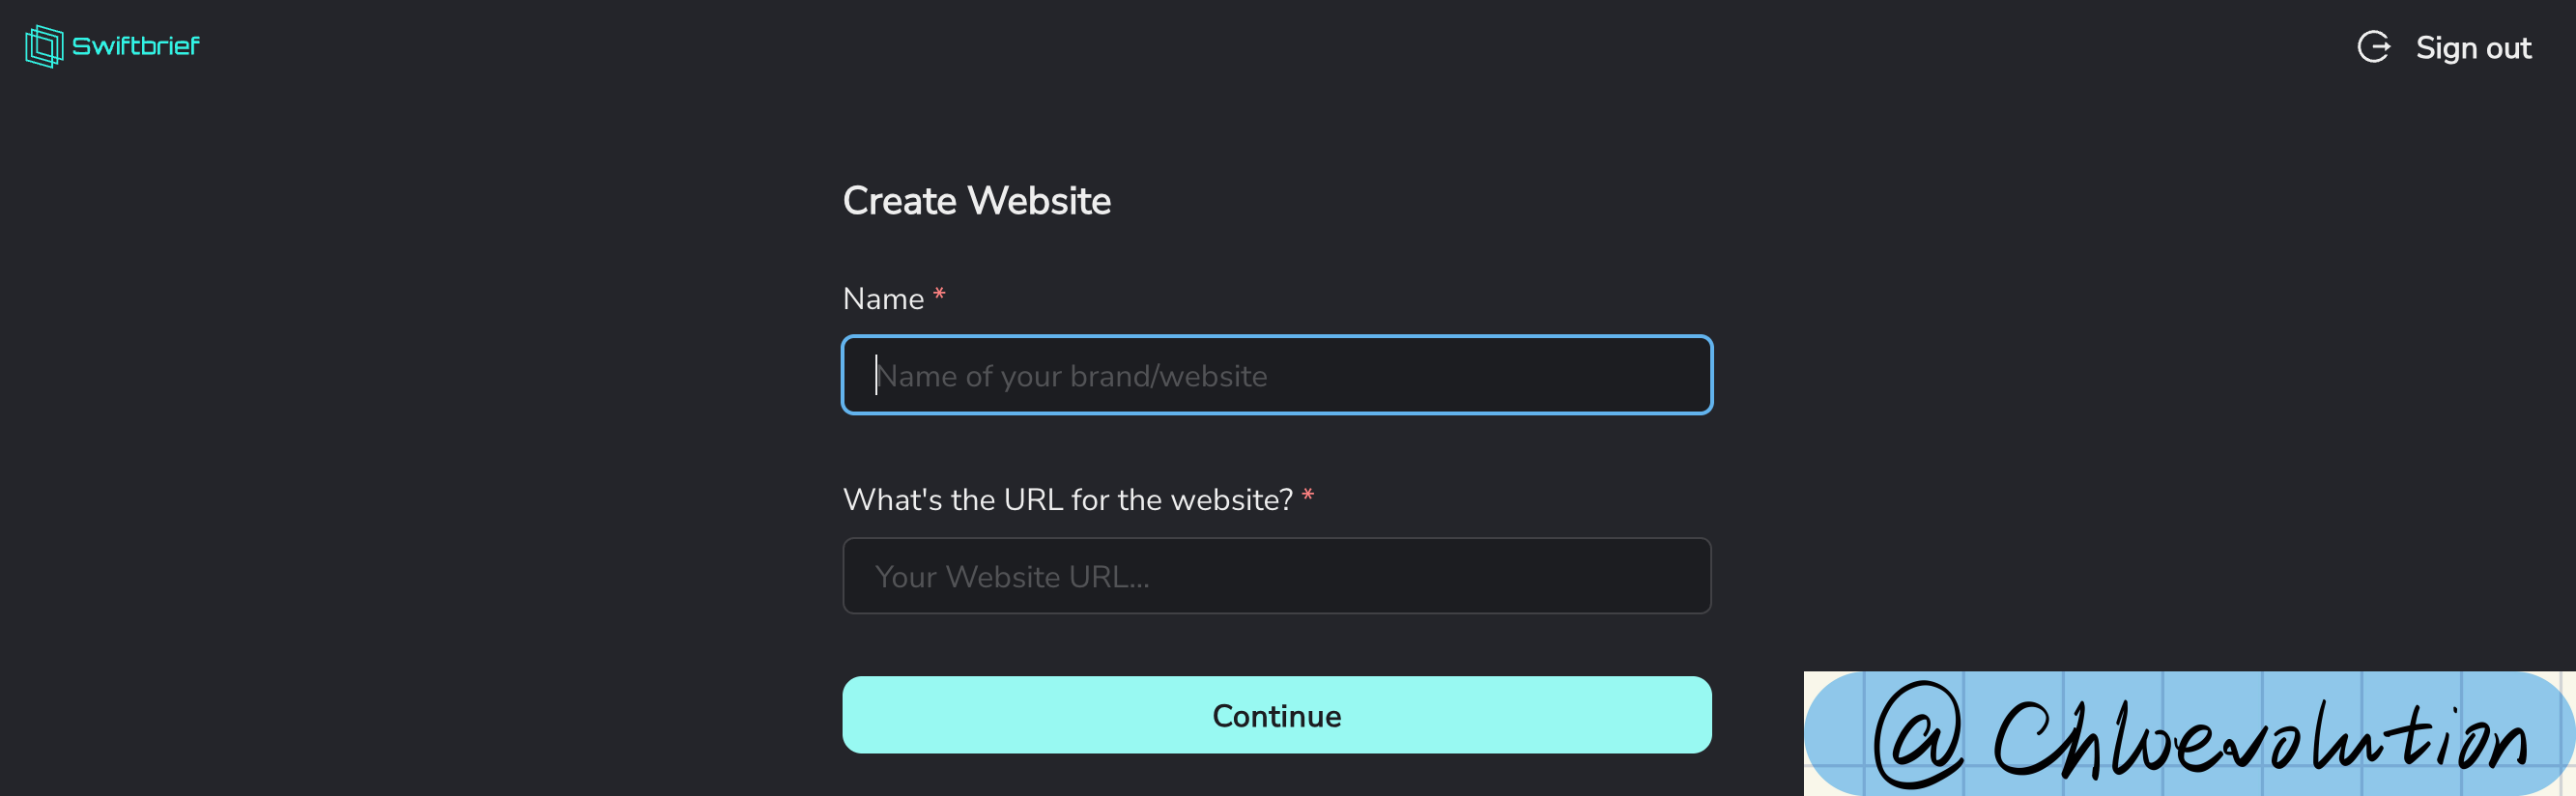 Swiftbrief
Sign out
Create Website
Name *
Name of your brand/website
What's the URL for the website? *
Your Website URL...
Continue
@Chloevolution